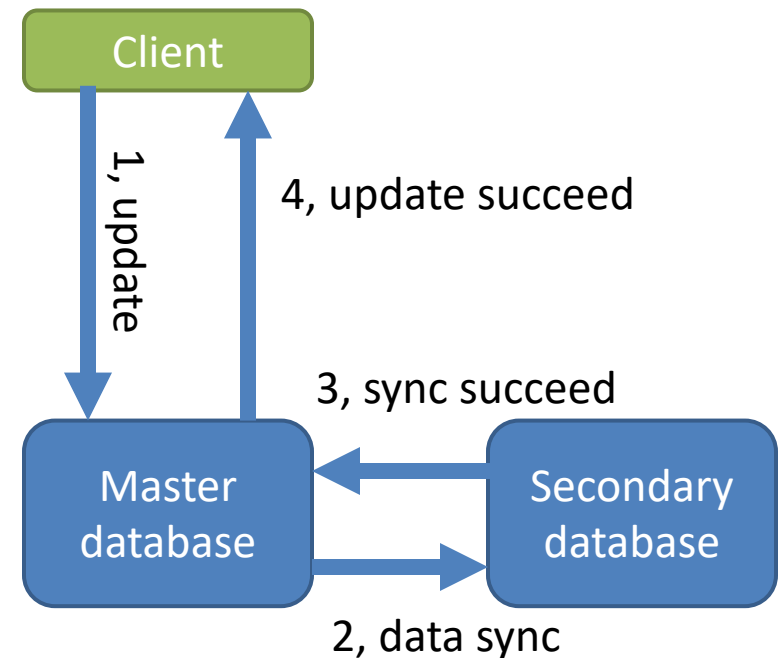 Client
1, update
4, update succeed
3, sync succeed
Master
database
Secondary
database
2, data sync